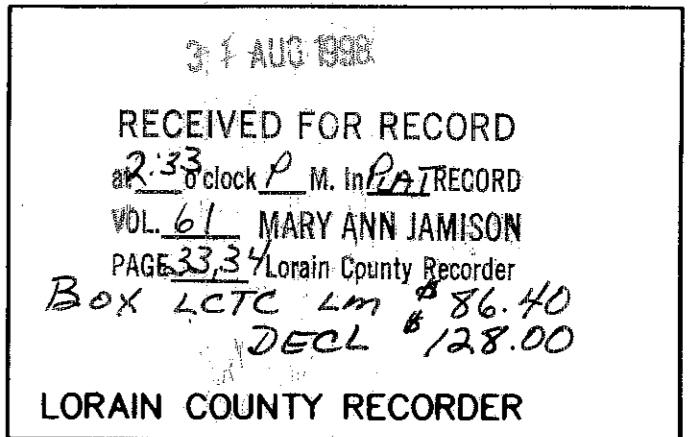 31 AUG 1998
RECEIVED FOR RECORD
at 2:33 o'clock P M. In PLAT RECORD
VOL. 61 MARY ANN JAMISON
PAGE 33,34 Lorain County Recorder
BOX LCTC Lm $86.40
DECL $128.00
LORAIN COUNTY RECORDER